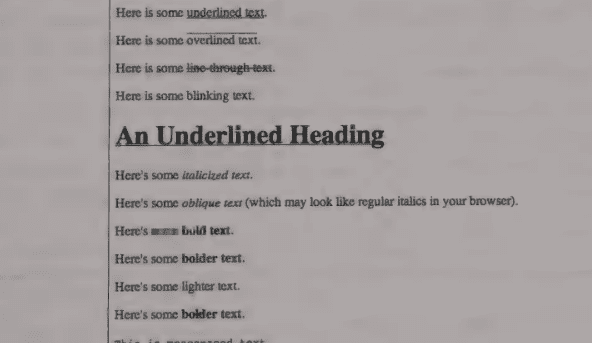 Here is some underlined text.
Here is some overlined text.
Here is some line-through text.
Here is some blinking text.
An Underlined Heading
Here's some italicized text.
Here's some oblique text (which may look like regular italics in your browser).
Here's bold text.
Here's some bolder text.
Here's some lighter text.
Here's some bolder text.